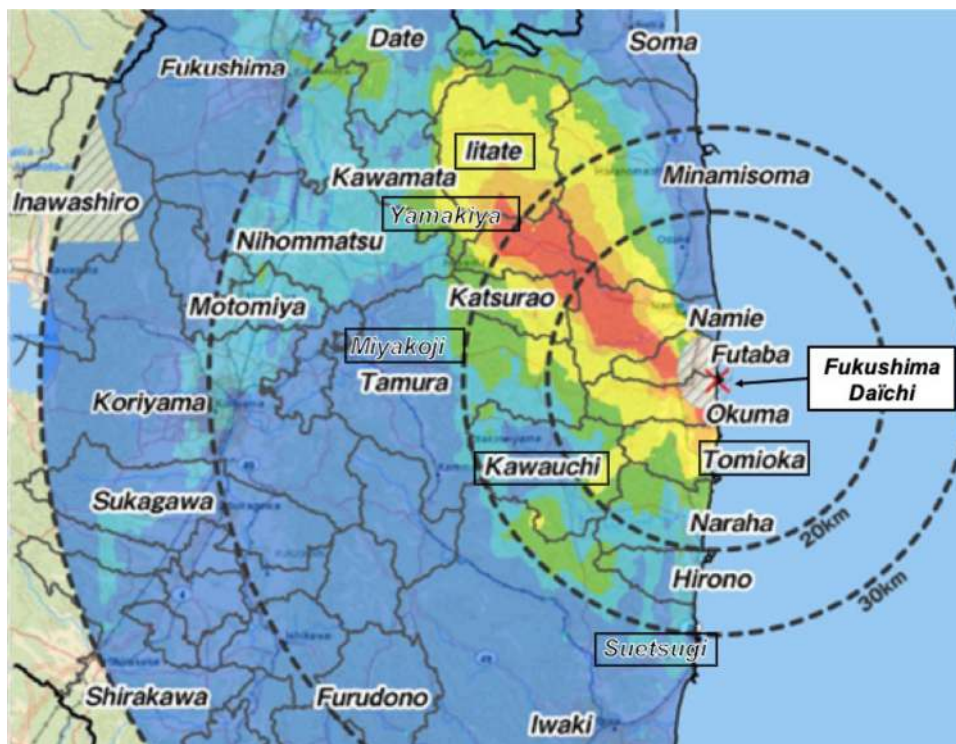 Date
Soma
Fukushima
Iitate
Kawamata
Minamisoma
Inawashiro
Yamakiya
Nihommatsu
Motomiya
Katsurao
Namie
Miyakoji
Futaba
Fukushima
Daïchi
Tamura
Koriyama
Okuma
Kawauchi
Tomioka
Sukagawa
Naraha
20km
Hirono
30km
Suetsugi
Shirakawa
Furudono
Iwaki